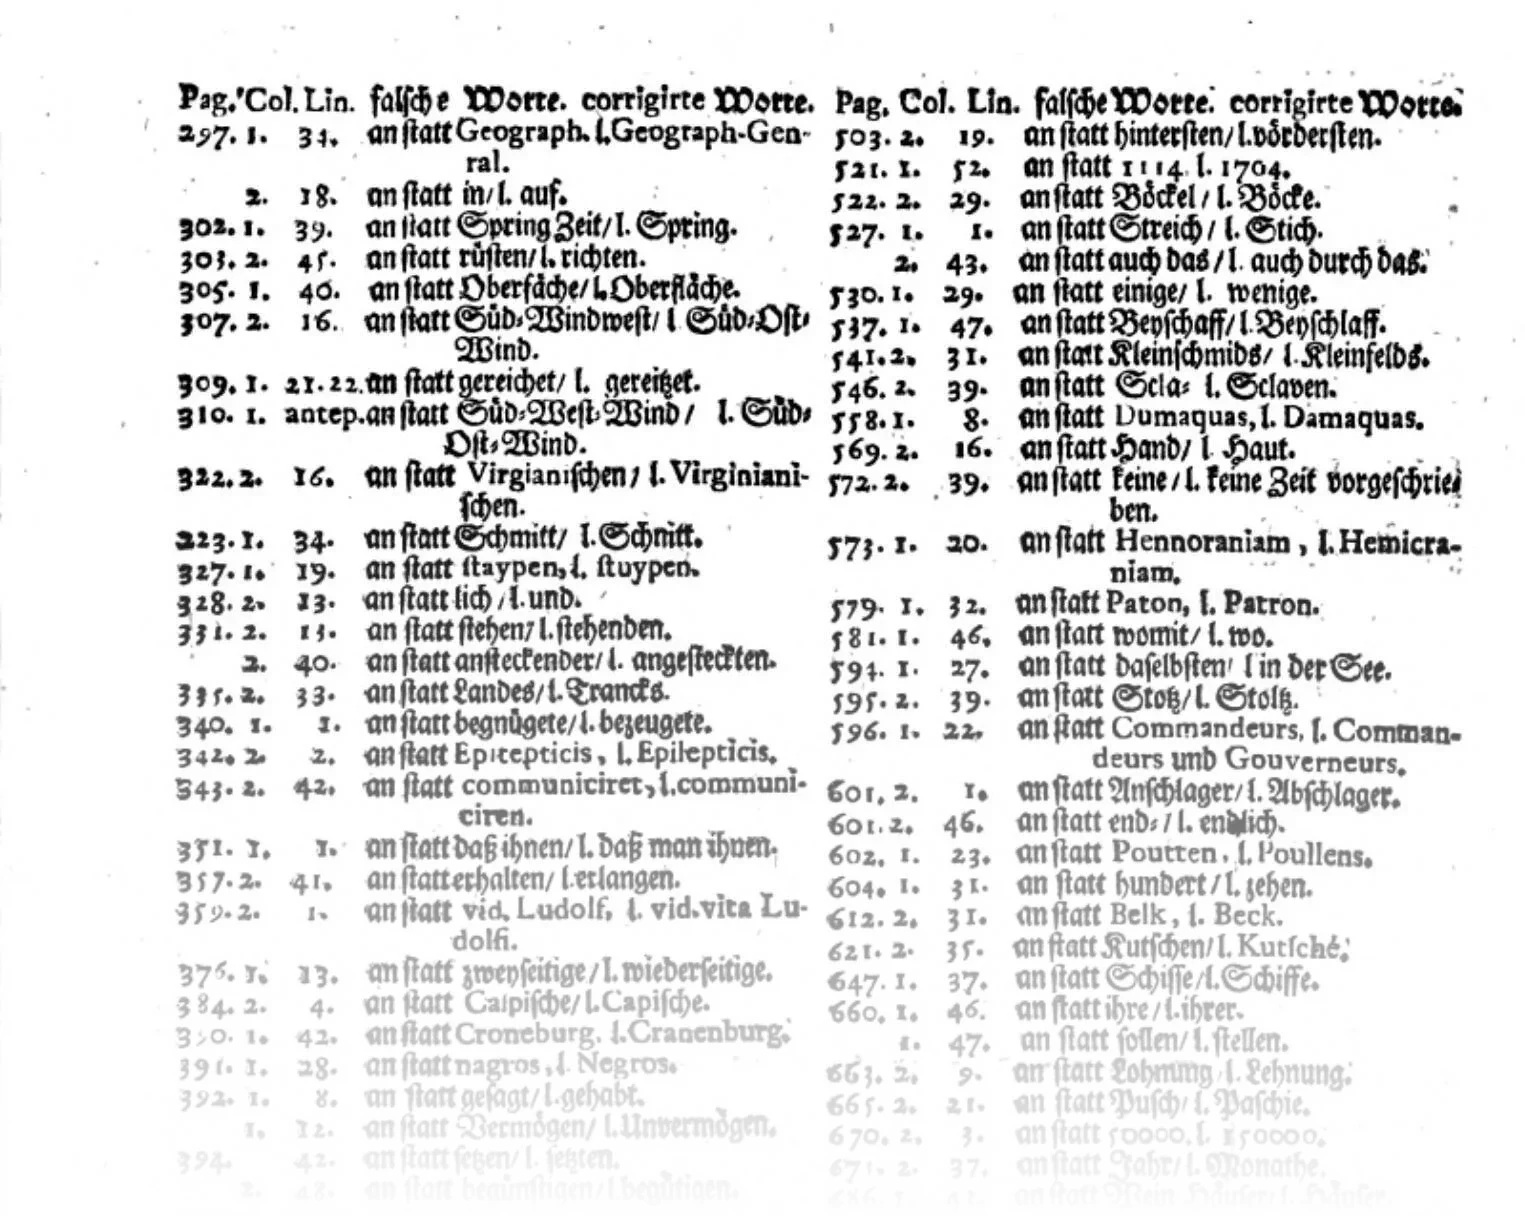 Pag. Col. Lin. falsche Worte. corrigirte Worte.
297. 1. 34. an statt Geograph. l. Geograph-Gen-
ral.
2. 18. an statt in/ l. auf.
302. 1. 39. an statt Spring Zeit/ l. Spring.
303. 2. 45. an statt rüsten/ l. richten.
305. 1. 40. an statt Oberfäche/ l. Oberfläche.
307. 2. 16. an statt Süd-Windwest/ l Süd-Ost-
Wind.
309. 1. 21. 22. an statt gereichet/ l. gereitzet.
310. 1. antep. an statt Süd-West-Wind/ l. Süd-
Ost-Wind.
322. 2. 16. an statt Virgianischen/ l. Virginiani-
schen.
223. 1. 34. an statt Schmitt/ l. Schnitt.
327. 1. 19. an statt staypen, l. stuypen.
328. 2. 13. an statt lich/ l. und.
331. 2. 13. an statt stehen/ l. stehenden.
2. 40. an statt ansteckender/ l. angesteckten.
335. 2. 33. an statt Landes/ l. Trancks.
340. 1. 1. an statt begnügete/ l. bezeugete.
342. 2. 2. an statt Epitepticis, l. Epilepticis.
343. 2. 42. an statt communiciret, l. communi-
ciren.
351. 1. 1. an statt daß ihnen/ l. daß man ihnen.
357. 2. 41. an statt erhalten/ l. erlangen.
359. 2. 1. an statt vid. Ludolf, l. vid. vita Lu-
dolfi.
376. 1. 13. an statt zweyseitige/ l. wiederseitige.
384. 2. 4. an statt Caspische/ l. Capische.
1. 42. an statt Croneburg. l. Cranenburg.
391. 1. 28. an statt nagros, l. Negros.
392. 1. 8. an statt gesagt/ l. gehabt.
1. 12. an statt Vermögen/ l. Unvermögen.
394. 42. an statt setzen/ l. setzten.
2. 48. an statt begünstigen/ l begütigen.
Pag. Col. Lin. falsche Worte. corrigirte Worte.
503. 2. 19. an statt hintersten/ l. vördersten.
521. 1. 52. an statt 1114. l. 1704.
522. 2. 29. an statt Böckel/ l. Böcke.
527. 1. 1. an statt Streich/ l. Stich.
2. 43. an statt auch das/ l. auch durch das.
530. 1. 29. an statt einige/ l. wenige.
537. 1. 47. an statt Beyschaff/ l. Beyschlaff.
541. 2. 31. an statt Kleinschmids/ l. Kleinfelds.
546. 2. 39. an statt Scla- l. Sclaven.
558. 1. 8. an statt Dumaquas, l. Damaquas.
569. 2. 16. an statt Hand/ l. Haut.
572. 2. 39. an statt keine/ l. keine Zeit vorgeschrie-
ben.
573. 1. 20. an statt Hennoraniam, l. Hemicra-
niam.
579. 1. 32. an statt Paton, l. Patron.
581. 1. 46. an statt womit/ l. wo.
594. 1. 27. an statt daselbsten/ l in der See.
595. 2. 39. an statt Stotz/ l. Stoltz.
596. 1. 22. an statt Commandeurs, l. Comman-
deurs und Gouverneurs.
601. 2. 1. an statt Anschlager/ l. Abschlager.
601. 2. 46. an statt end-/ l. endlich.
602. 1. 23. an statt Poutten. l. Poullens.
604. 1. 31. an statt hundert/ l. zehen.
612. 2. 31. an statt Belk, l. Beck.
621. 2. 35. an statt Kutschen/ l. Kutsché.
647. 1. 37. an statt Schisse/ l. Schiffe.
660. 1. 46. an statt ihre/ l. ihrer.
1. 47. an statt sollen/ l. stellen.
663. 2. 9. an statt Lohnung l. Lehnung.
665. 2. 21. an statt Pusch/ l. Paschie.
670. 2. 3. an statt 50000. l. 150000.
671. 2. 37. an statt Jahr/ l. Monathe.
an statt Mein Häuser/ l. Häuser.